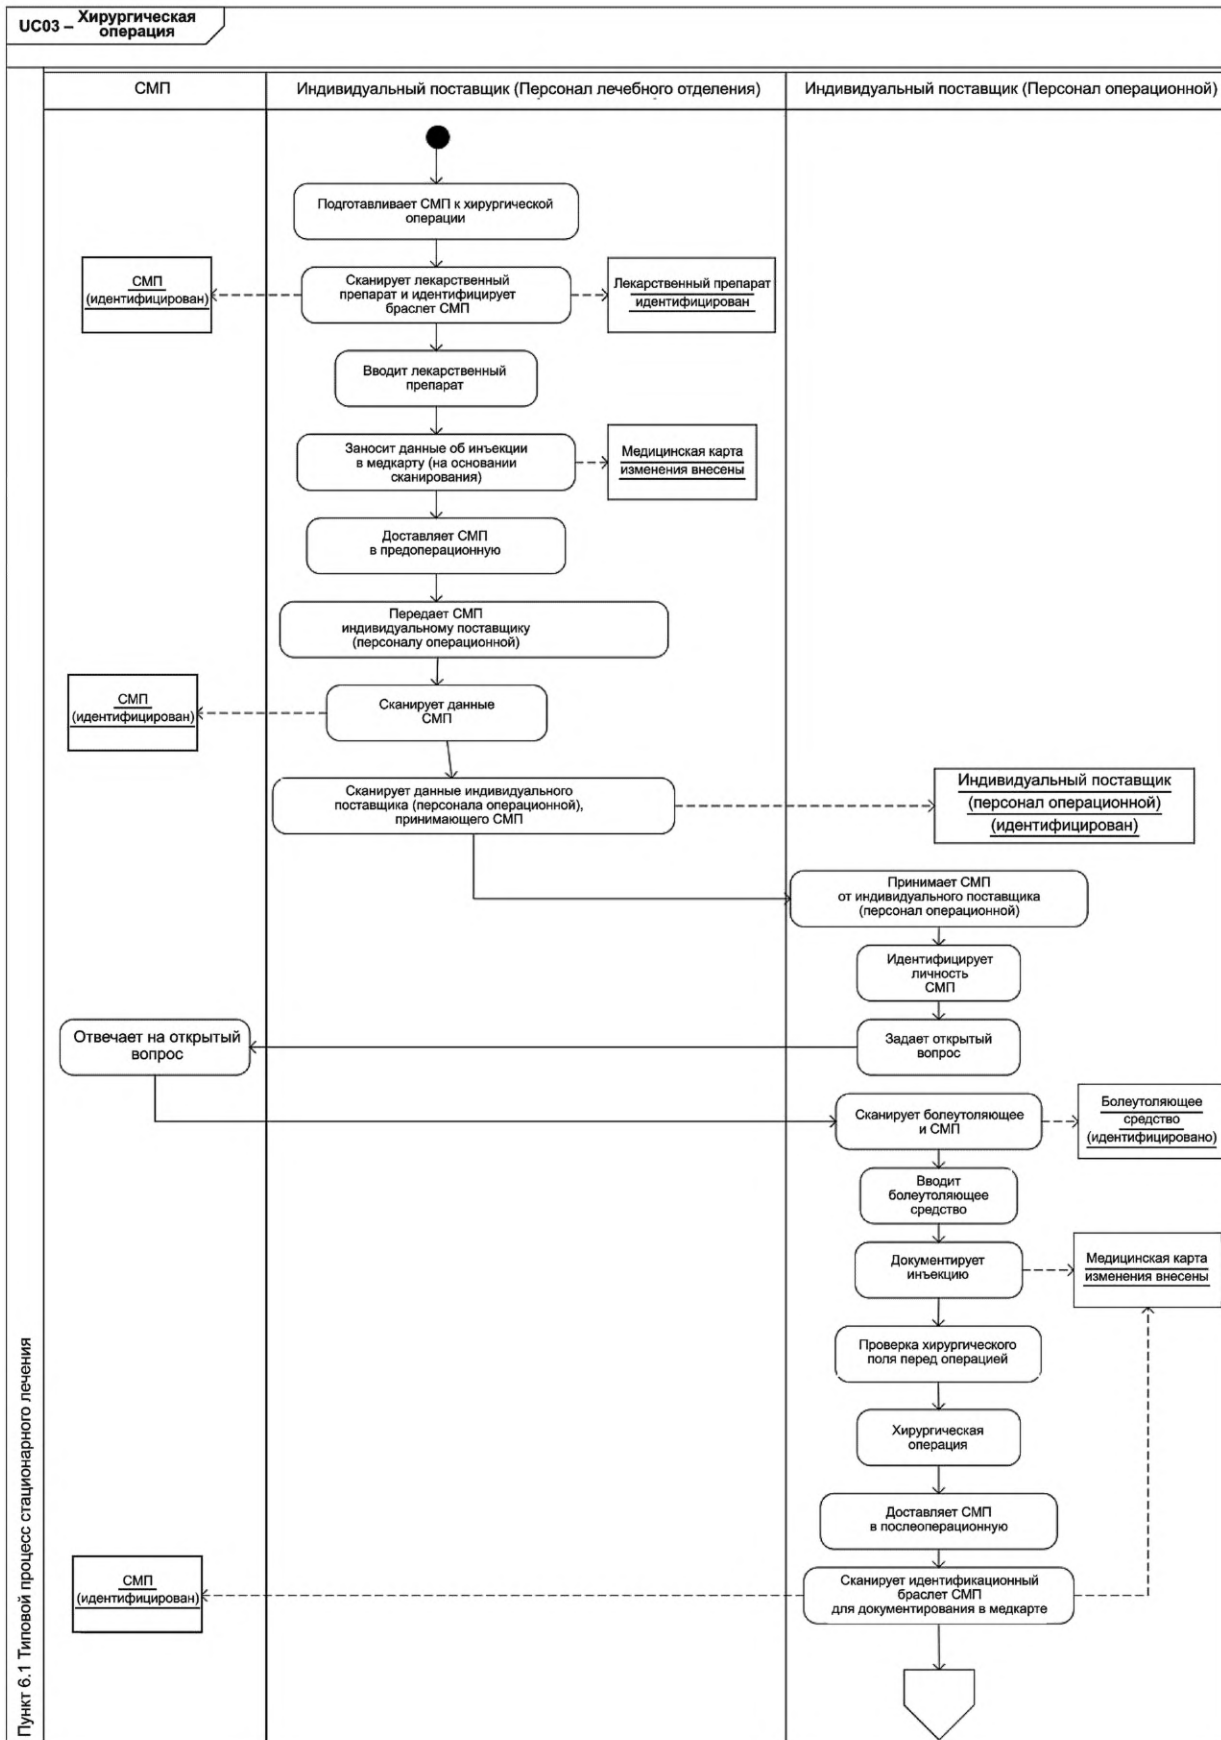 UC03 – Хирургическая
операция
СМП
Индивидуальный поставщик (Персонал лечебного отделения)
Индивидуальный поставщик (Персонал операционной)
Подготавливает СМП к хирургической
операции
СМП
(идентифицирован)
Сканирует лекарственный
препарат и идентифицирует
браслет СМП
Лекарственный препарат
идентифицирован
Вводит лекарственный
препарат
Заносит данные об инъекции
в медкарту (на основании
сканирования)
Медицинская карта
изменения внесены
Доставляет СМП
в предоперационную
Передает СМП
индивидуальному поставщику
(персоналу операционной)
СМП
(идентифицирован)
Сканирует данные
СМП
Сканирует данные индивидуального
поставщика (персонала операционной),
принимающего СМП
Индивидуальный поставщик
(персонал операционной)
(идентифицирован)
Принимает СМП
от индивидуального поставщика
(персонал операционной)
Идентифицирует
личность
СМП
Отвечает на открытый
вопрос
Задает открытый
вопрос
Сканирует болеутоляющее
и СМП
Болеутоляющее
средство
(идентифицировано)
Вводит
болеутоляющее
средство
Документирует
инъекцию
Медицинская карта
изменения внесены
Проверка хирургического
поля перед операцией
Хирургическая
операция
Доставляет СМП
в послеоперационную
СМП
(идентифицирован)
Сканирует идентификационный
браслет СМП
для документирования в медкарте
Пункт 6.1 Типовой процесс стационарного лечения